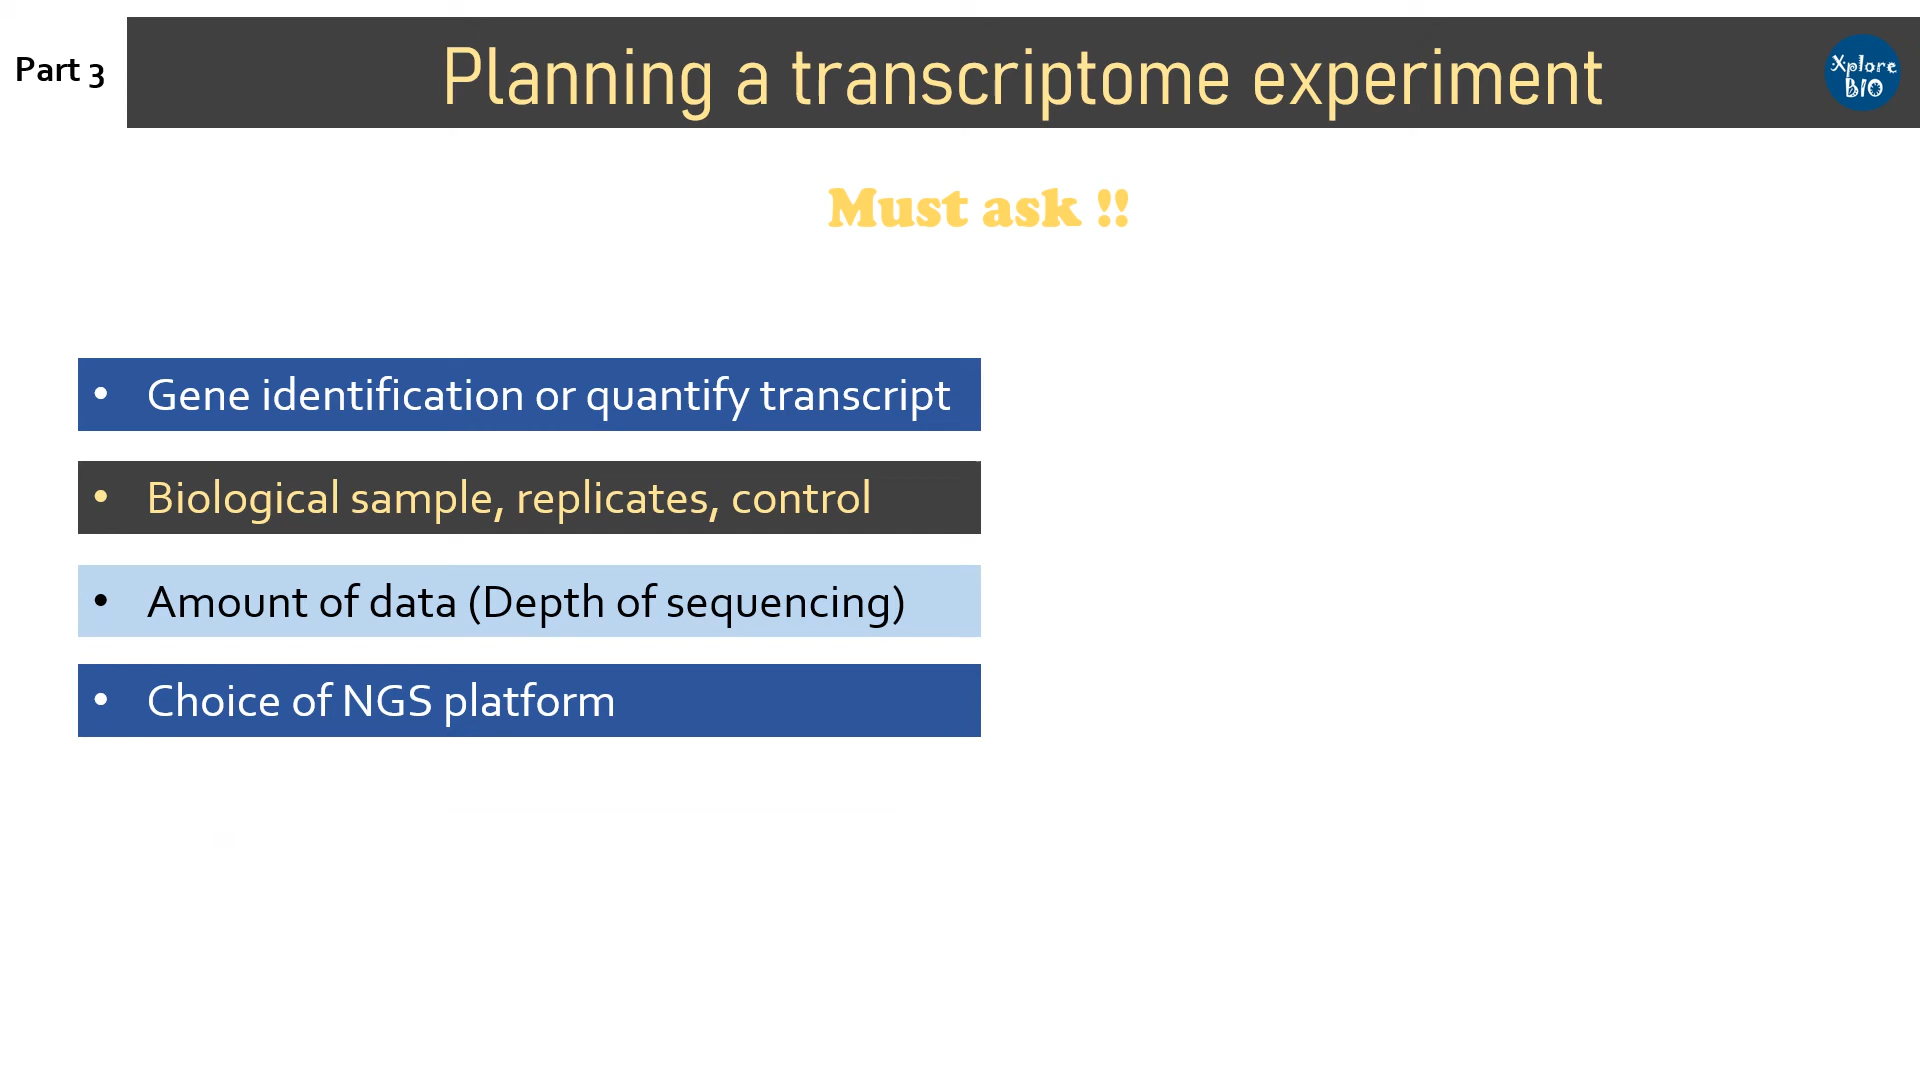 Part 3
Planning a transcriptome experiment
Xplore
BIO
Must ask !!
• Gene identification or quantify transcript
• Biological sample, replicates, control
• Amount of data (Depth of sequencing)
• Choice of NGS platform